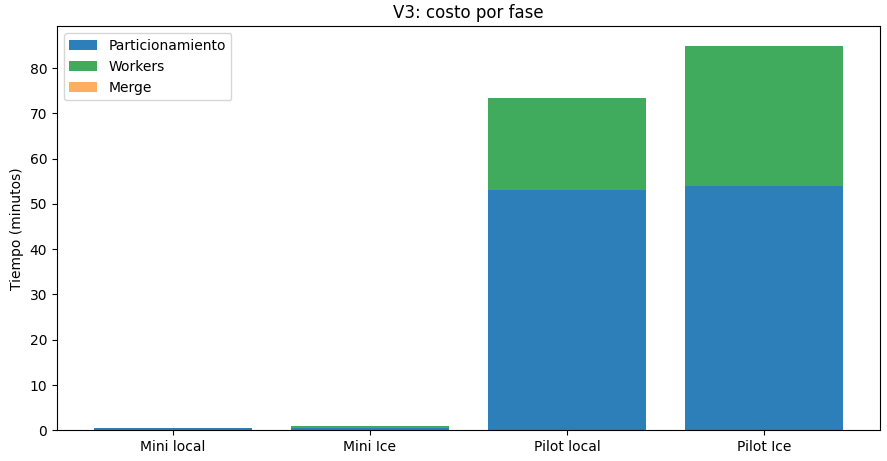 V3: costo por fase
Particionamiento
Workers
Merge
Tiempo (minutos)
80
70
60
50
40
30
20
10
0
Mini local
Mini Ice
Pilot local
Pilot Ice